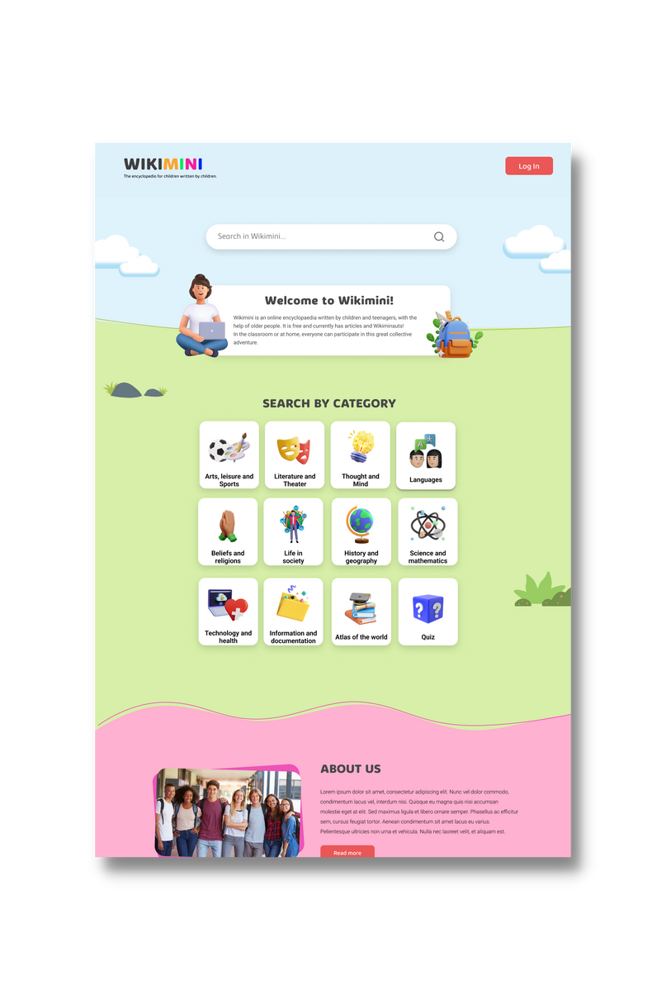 WIKIMINI
The encyclopedia for children written by children.
Log In
Search in Wikimini...
Welcome to Wikimini!
Wikimini is an online encyclopaedia written by children and teenagers, with the
help of older people. It is free and currently has articles and Wikiminauts!
In the classroom or at home, everyone can participate in this great collective
adventure.
SEARCH BY CATEGORY
Arts, leisure and
Sports
Literature and
Theater
Thought and
Mind
A
Languages
Beliefs and
religions
Life in
society
History and
geography
Science and
mathematics
Technology and
health
Information and
documentation
Atlas of the world
? ?
Quiz
ABOUT US
Lorem ipsum dolor sit amet, consectetur adipiscing elit. Nunc vel dolor commodo,
condimentum lacus vel, interdum nisi. Quisque eu magna quis nisi accumsan
molestie eget at elit. Sed maximus ligula et libero ornare semper. Phasellus ac efficitur
sem, cursus feugiat tortor. Aenean condimentum sit amet lacus eu varius.
Pellentesque ultricies non urna et vehicula. Nulla nec laoreet velit, et aliquam est.
Read more